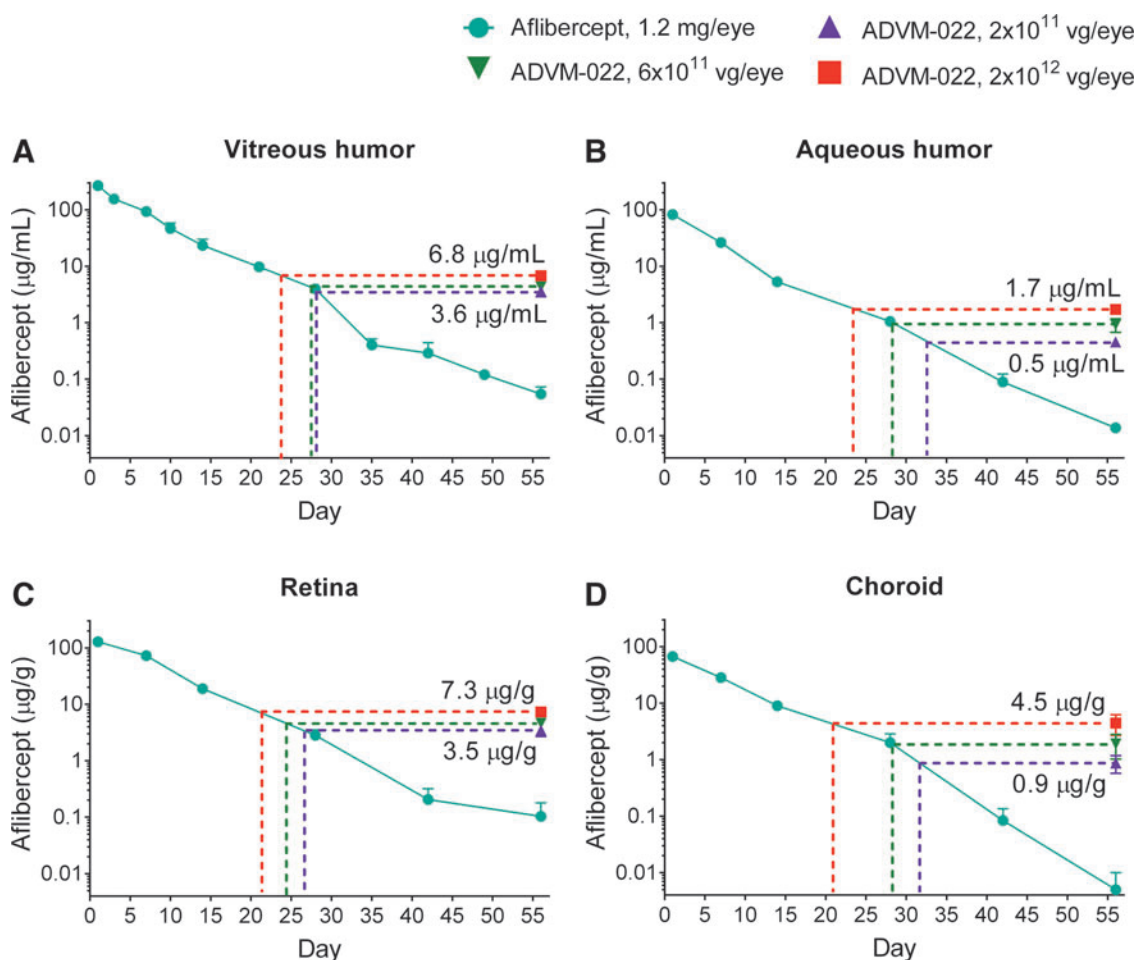 Aflibercept, 1.2 mg/eye
ADVM-022, 2x10¹¹ vg/eye
ADVM-022, 6x10¹¹ vg/eye
ADVM-022, 2x10¹² vg/eye
A
Vitreous humor
Aflibercept (μg/mL)
100
10
1
0.1
0.01
6.8 μg/mL
3.6 μg/mL
0 5 10 15 20 25 30 35 40 45 50 55
Day
B
Aqueous humor
Aflibercept (μg/mL)
100
10
1
0.1
0.01
1.7 μg/mL
0.5 μg/mL
0 5 10 15 20 25 30 35 40 45 50 55
Day
C
Retina
Aflibercept (μg/g)
100
10
1
0.1
0.01
7.3 μg/g
3.5 μg/g
0 5 10 15 20 25 30 35 40 45 50 55
Day
D
Choroid
Aflibercept (μg/g)
100
10
1
0.1
0.01
4.5 μg/g
0.9 μg/g
0 5 10 15 20 25 30 35 40 45 50 55
Day